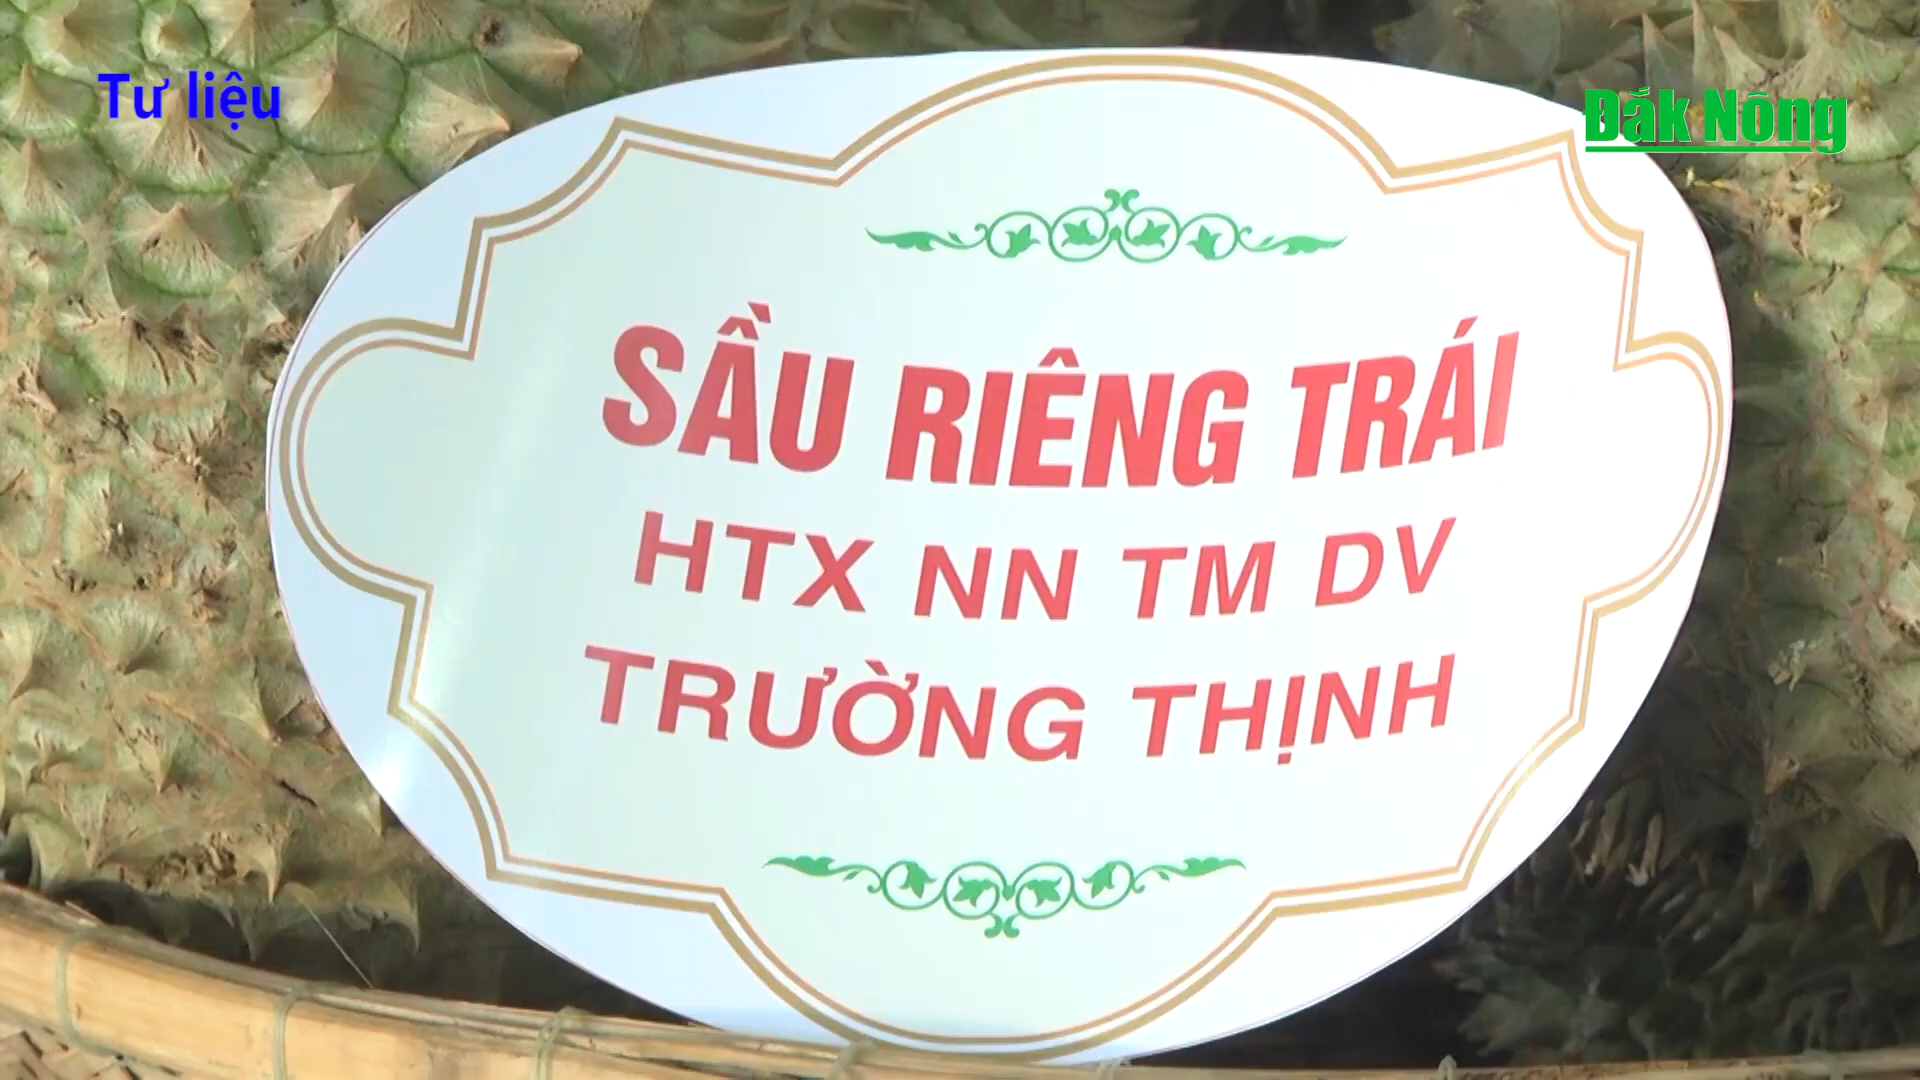 Tư liệu
Đắk Nông
SẦU RIÊNG TRÁI
HTX NN TM DV
TRƯỜNG THỊNH